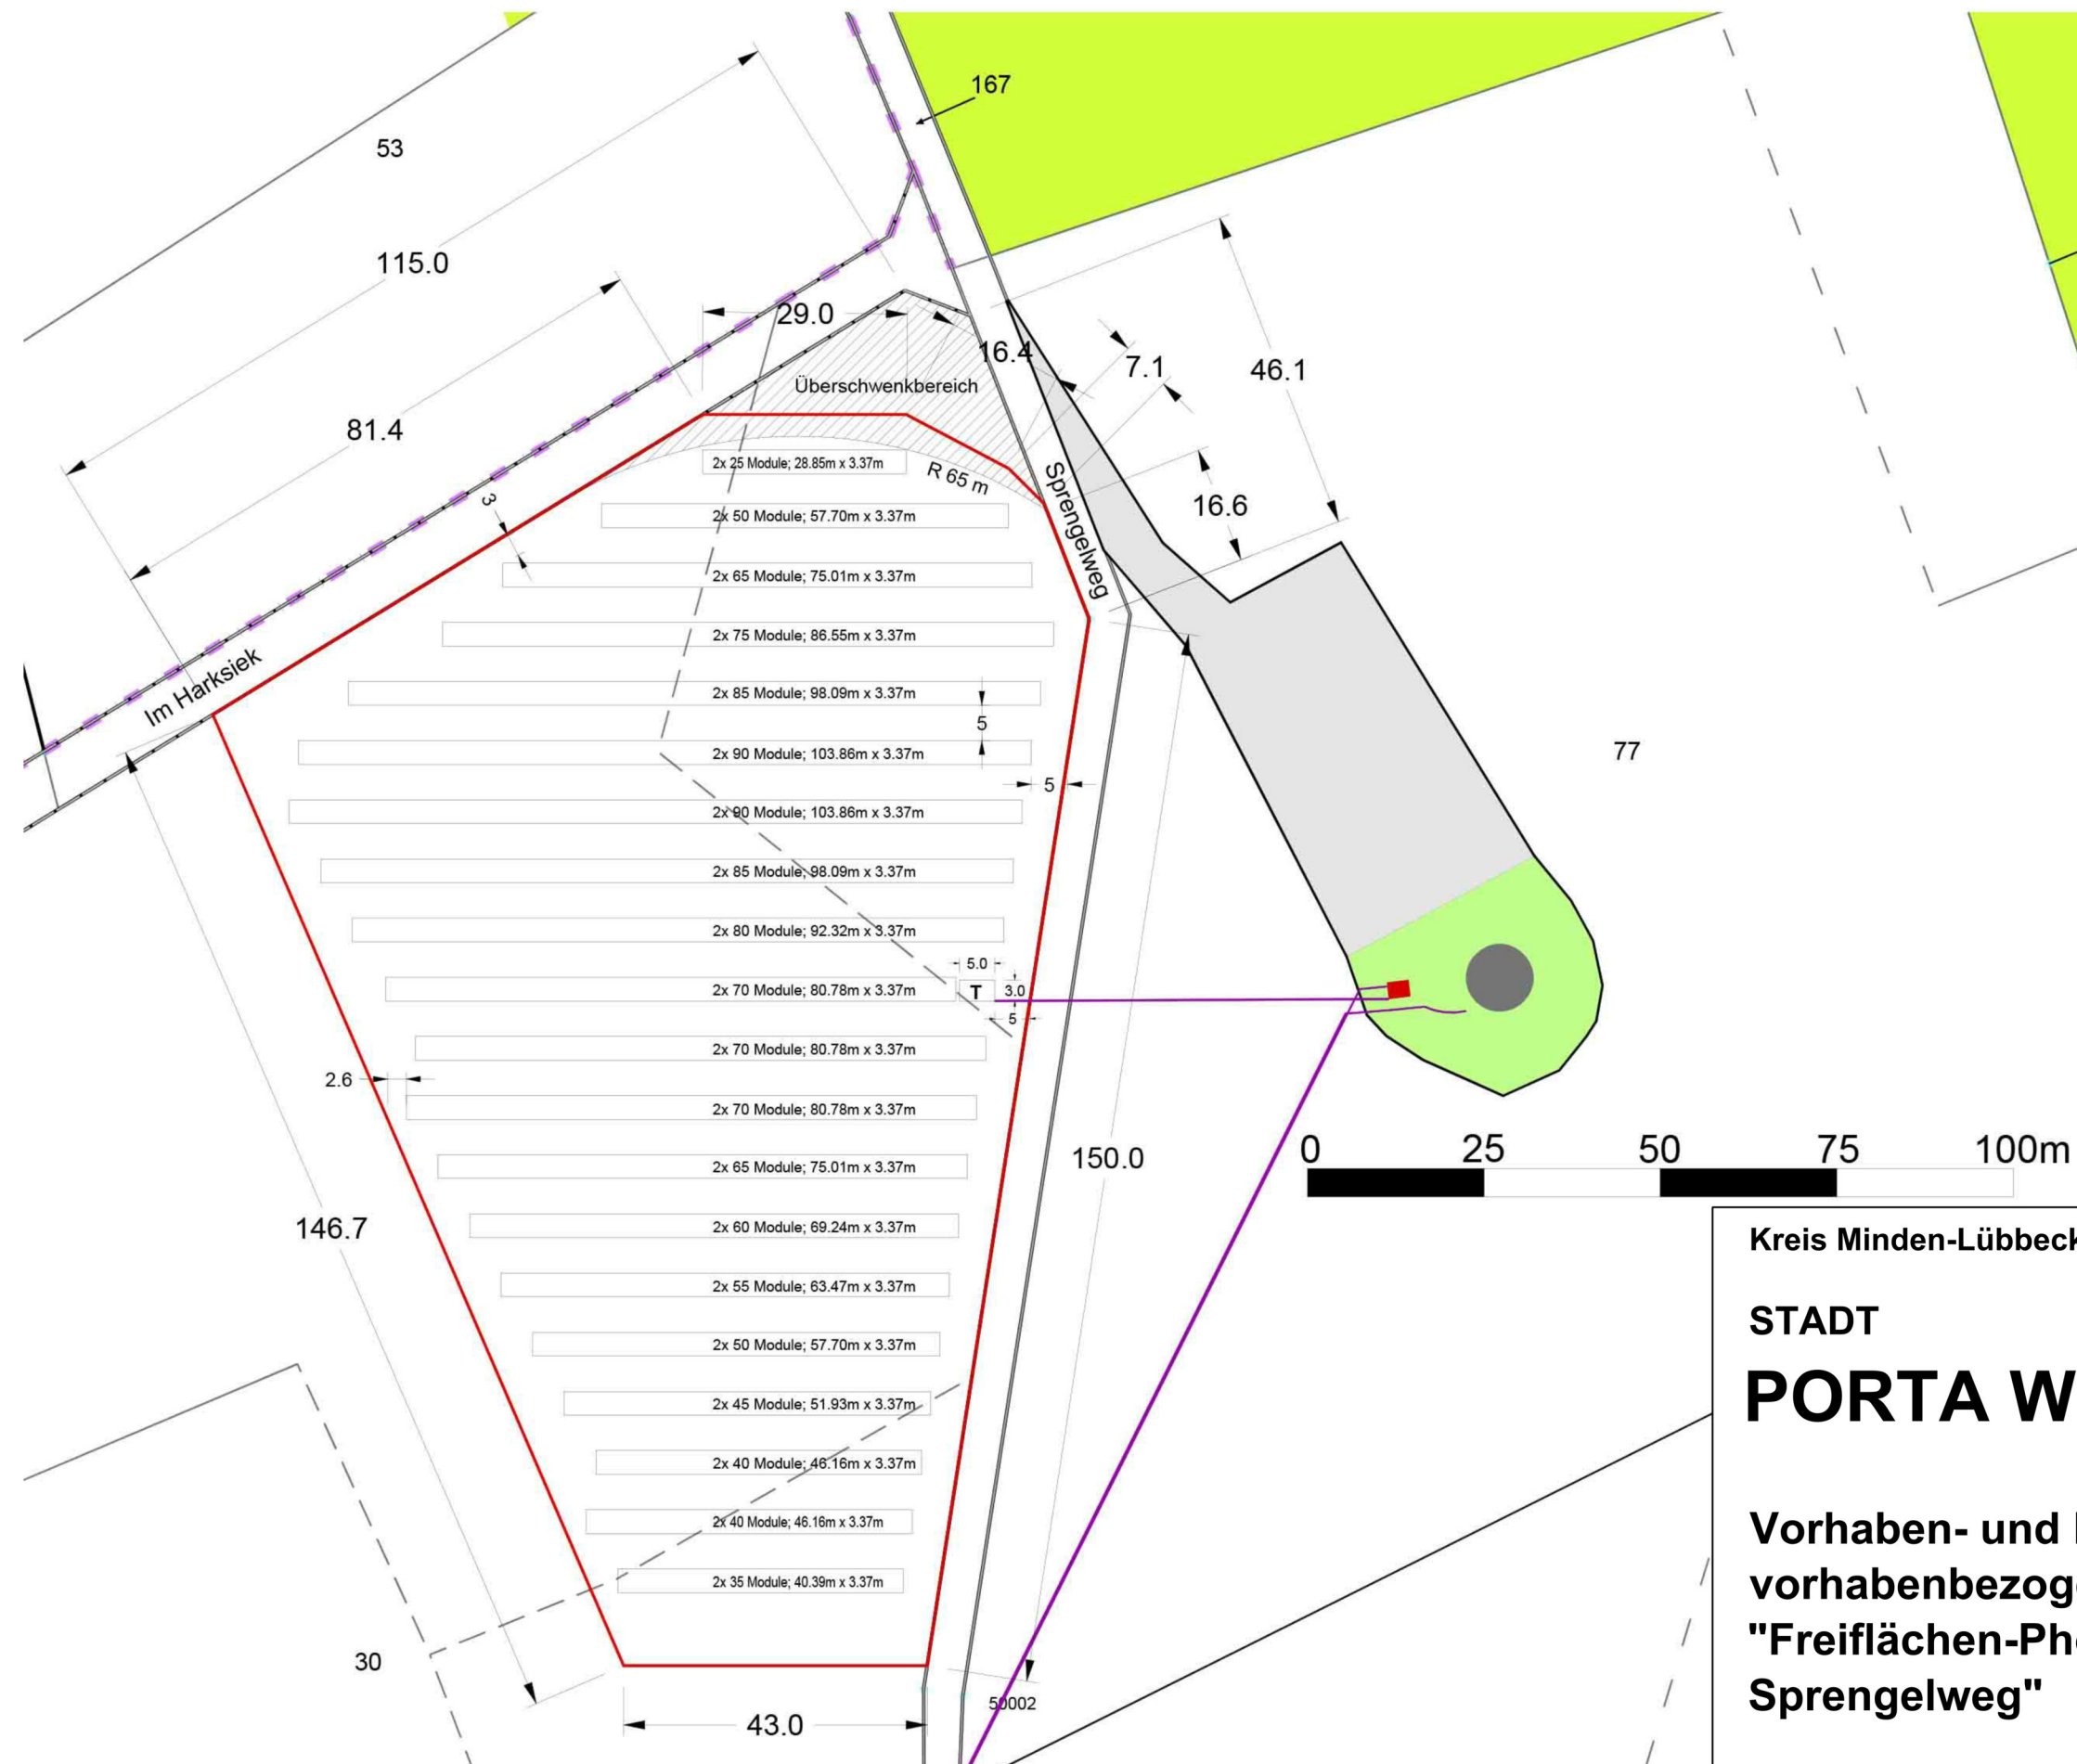 167
53
115.0
29.0
16.4
7.1
46.1
81.4
Überschwenkbereich
2x 25 Module; 28.85m x 3.37m
R 65 m
3
16.6
Sprengelweg
2x 50 Module; 57.70m x 3.37m
2x 65 Module; 75.01m x 3.37m
2x 75 Module; 86.55m x 3.37m
Im Harksiek
2x 85 Module; 98.09m x 3.37m
5
2x 90 Module; 103.86m x 3.37m
77
5
2x 90 Module; 103.86m x 3.37m
2x 85 Module; 98.09m x 3.37m
2x 80 Module; 92.32m x 3.37m
5.0
2x 70 Module; 80.78m x 3.37m
T
3.0
5
2x 70 Module; 80.78m x 3.37m
2.6
2x 70 Module; 80.78m x 3.37m
150.0
0 25 50 75 100m
2x 65 Module; 75.01m x 3.37m
146.7
2x 60 Module; 69.24m x 3.37m
2x 55 Module; 63.47m x 3.37m
2x 50 Module; 57.70m x 3.37m
2x 45 Module; 51.93m x 3.37m
2x 40 Module; 46.16m x 3.37m
2x 40 Module; 46.16m x 3.37m
2x 35 Module; 40.39m x 3.37m
30
50002
43.0
Kreis Minden-Lübbeck
STADT
PORTA W
Vorhaben- und
vorhabenbezog
"Freiflächen-Ph
Sprengelweg"